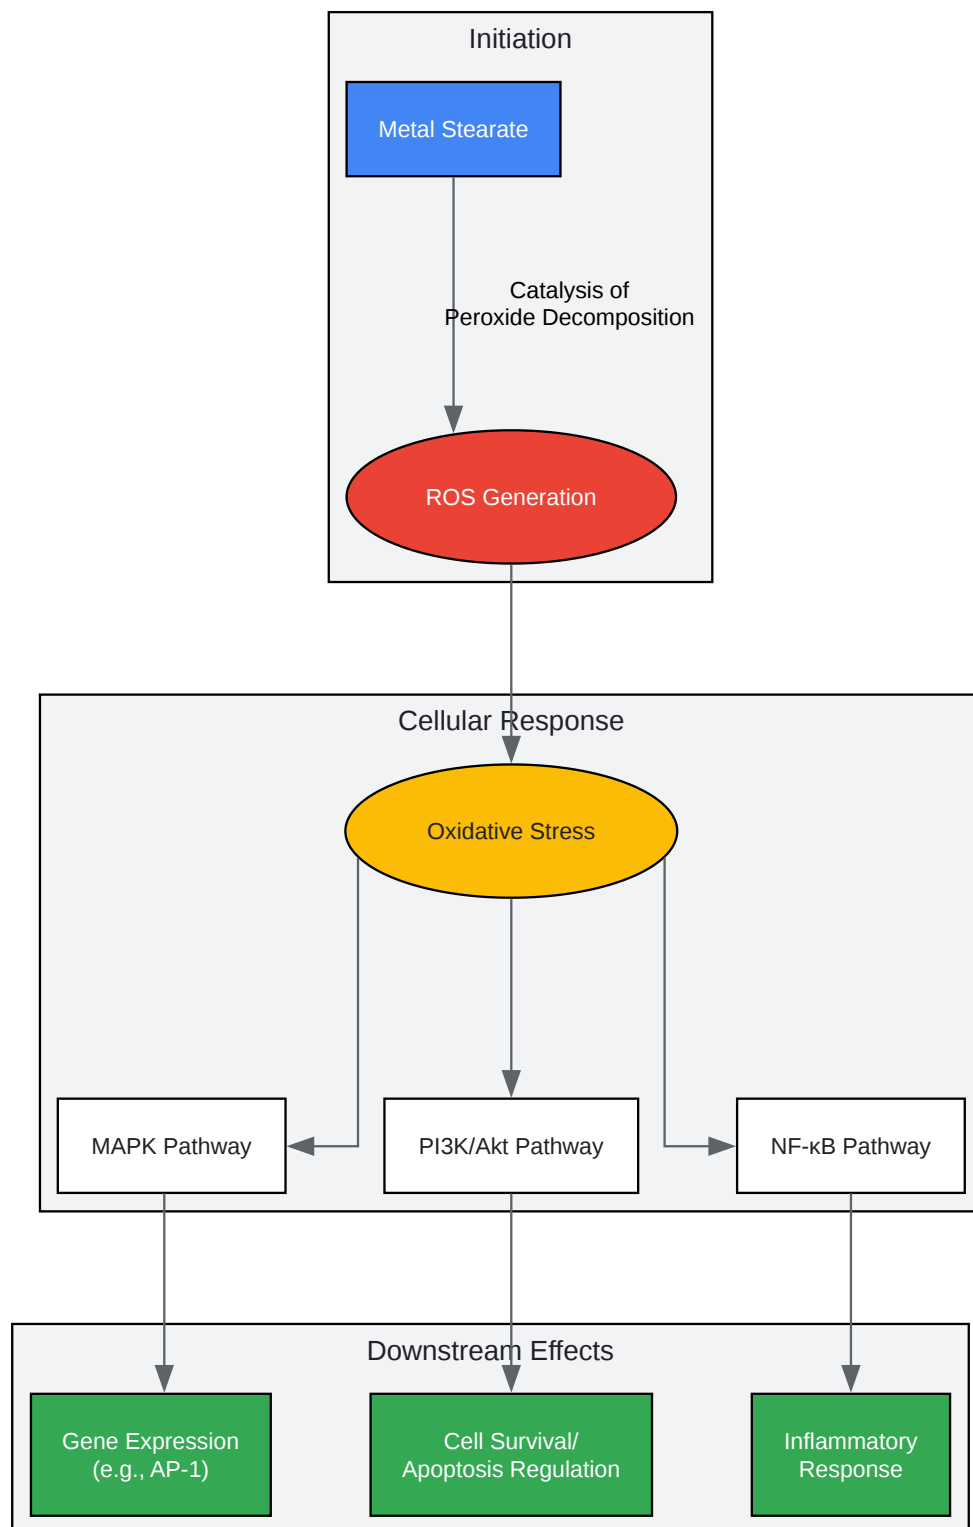 Initiation
Metal Stearate
Catalysis of
Peroxide Decomposition
ROS Generation
Cellular Response
Oxidative Stress
MAPK Pathway
PI3K/Akt Pathway
NF-κB Pathway
Downstream Effects
Gene Expression
(e.g., AP-1)
Cell Survival/
Apoptosis Regulation
Inflammatory
Response